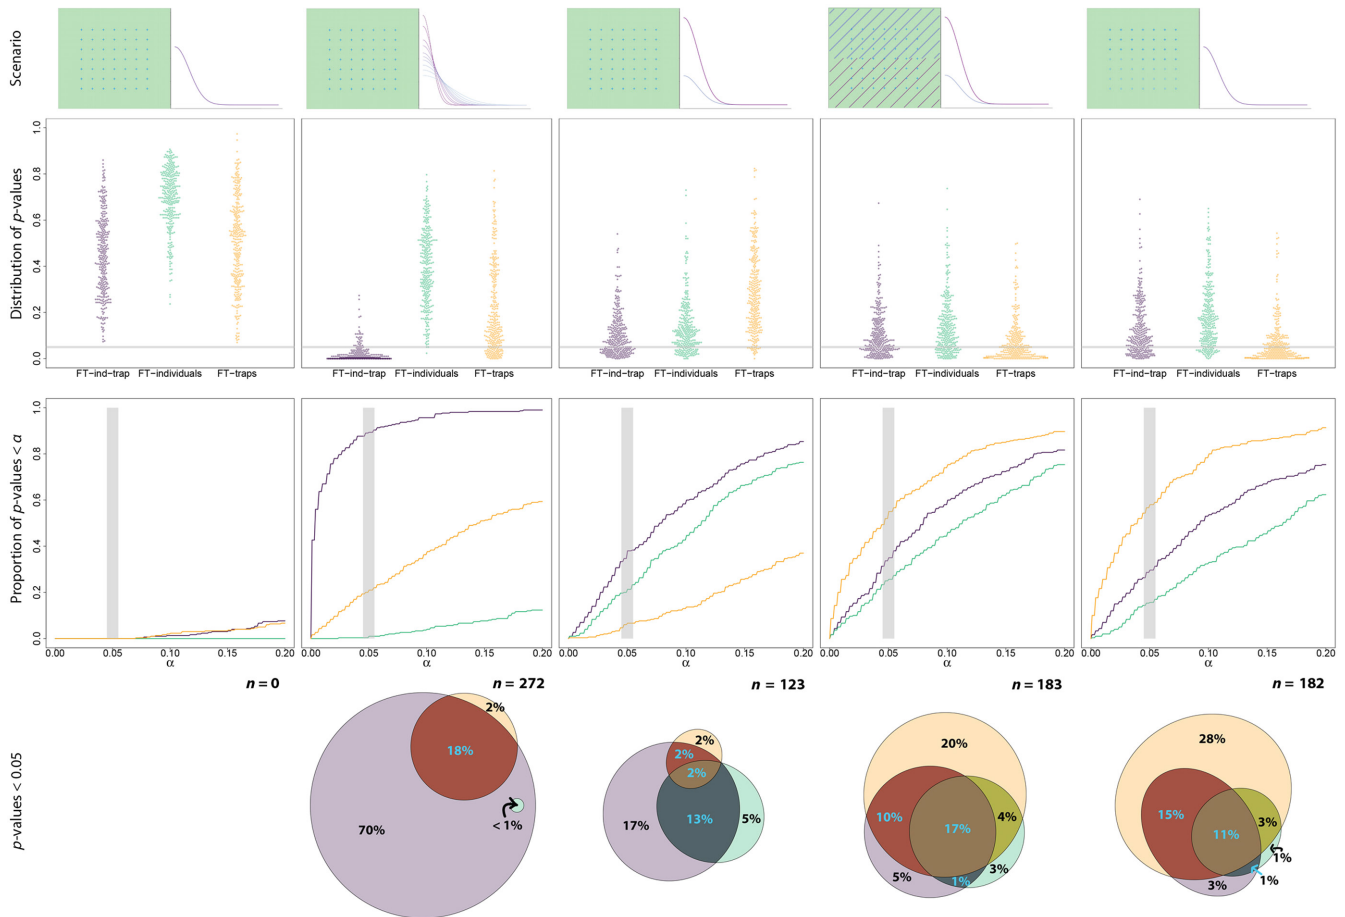 Scenario
Distribution of p-values
1.0
0.8
0.6
0.4
0.2
0.0
FT-ind-trap FT-individuals FT-traps
FT-ind-trap FT-individuals FT-traps
FT-ind-trap FT-individuals FT-traps
FT-ind-trap FT-individuals FT-traps
FT-ind-trap FT-individuals FT-traps
Proportion of p-values < α
1.0
0.8
0.6
0.4
0.2
0.0
0.00 0.05 0.10 0.15 0.20
α
0.00 0.05 0.10 0.15 0.20
α
0.00 0.05 0.10 0.15 0.20
α
0.00 0.05 0.10 0.15 0.20
α
0.00 0.05 0.10 0.15 0.20
α
n = 0
n = 272
n = 123
n = 183
n = 182
p-values < 0.05
2%
18%
70%
< 1%
2%
2%
2%
17%
13%
5%
20%
10%
17%
4%
5%
1%
3%
28%
15%
11%
3%
1%
3%
1%